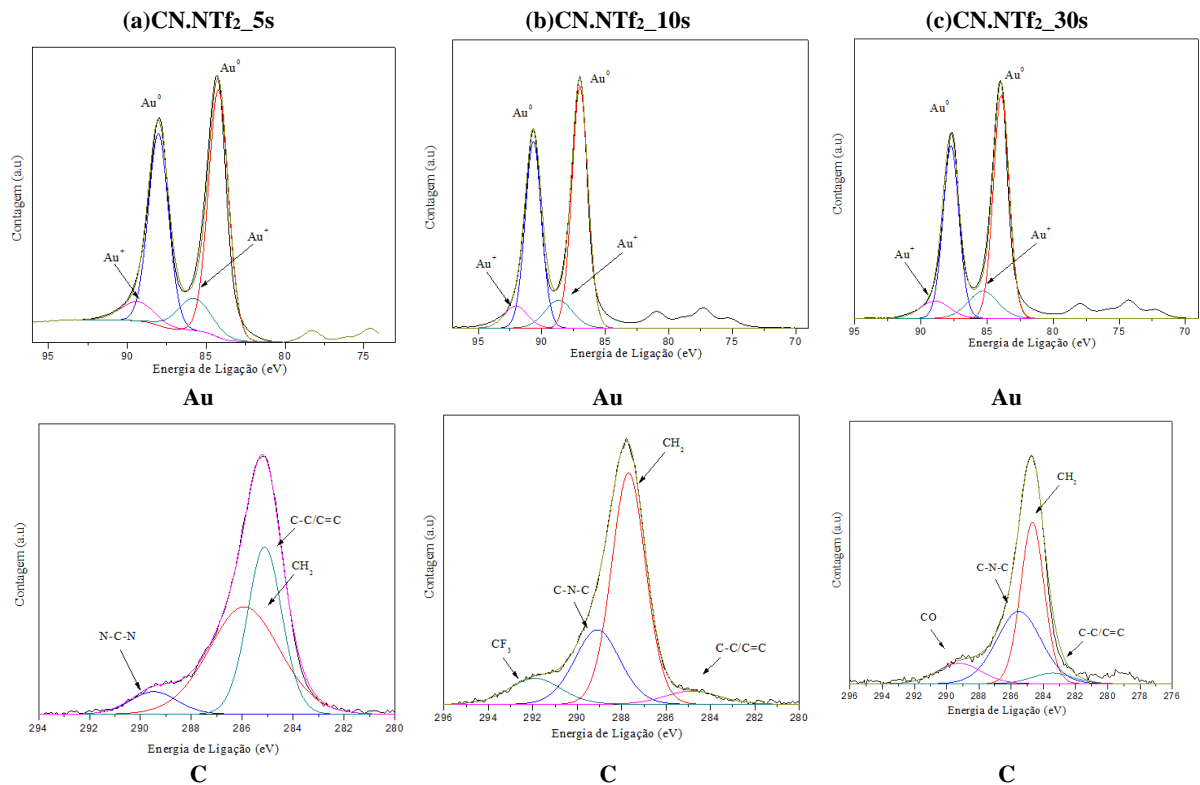 (a)CN.NTf₂_5s
(b)CN.NTf₂_10s
(c)CN.NTf₂_30s
Au⁰
Au⁰
Au⁺
Au⁺
Contagem (a.u)
95
90
85
80
75
Energia de Ligação (eV)
Au
Au⁰
Au⁰
Au⁺
Au⁺
Contagem (a.u)
95
90
85
80
75
70
Energia de Ligação (eV)
Au
Au⁰
Au⁰
Au⁺
Au⁺
Contagem (a.u)
95
90
85
80
75
70
Energia de Ligação (eV)
Au
C-C/C=C
CH₂
N-C-N
Contagem (a.u)
294
292
290
288
286
284
282
280
Energia de Ligação (eV)
C
CH₂
C-N-C
CF₃
C-C/C=C
Contagem (a.u)
296
294
292
290
288
286
284
282
280
Energia de Ligação (eV)
C
CH₂
C-N-C
CO
C-C/C=C
Contagem (a.u)
296
294
292
290
288
286
284
282
280
278
276
Energia de Ligação (eV)
C